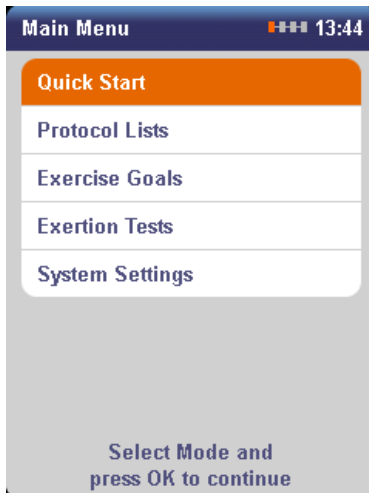 Main Menu 13:44
Quick Start
Protocol Lists
Exercise Goals
Exertion Tests
System Settings
Select Mode and
press OK to continue